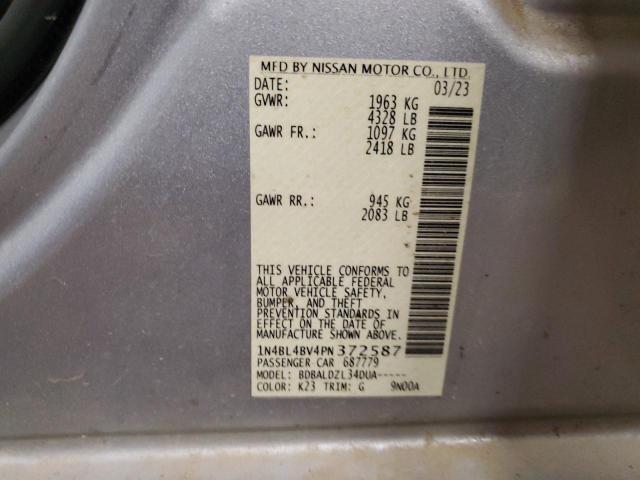 MFD BY NISSAN MOTOR CO., LTD.
DATE: 03/23
GVWR: 1963 KG
4328 LB
GAWR FR.: 1097 KG
2418 LB
GAWR RR.: 945 KG
2083 LB
THIS VEHICLE CONFORMS TO
ALL APPLICABLE FEDERAL
MOTOR VEHICLE SAFETY,
BUMPER, AND THEFT
PREVENTION STANDARDS IN
EFFECT ON THE DATE OF
MANUFACTURE SHOWN ABOVE.
1N4BL4BV4PN372587
PASSENGER CAR 687779
MODEL: BDBALDZL34DUA-----
COLOR: K23 TRIM: G 9N00A